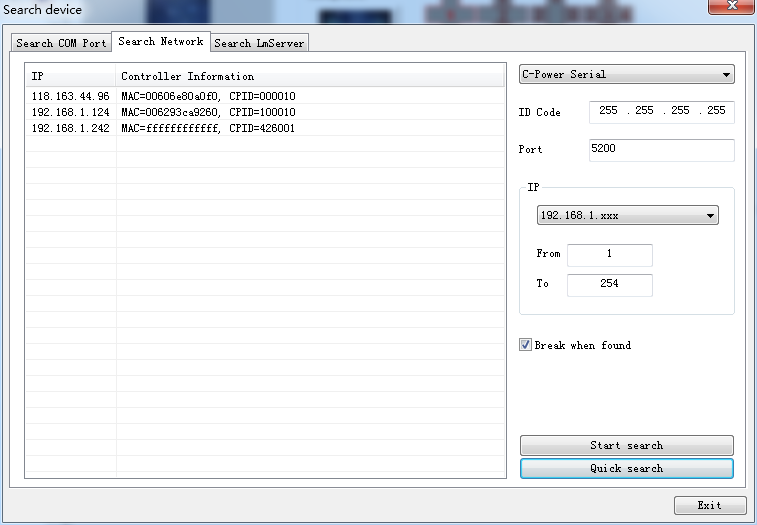 Search device
Search COM Port
Search Network
Search LmServer
IP
Controller Information
118.163.44.96
MAC=00606e80a0f0, CPID=000010
192.168.1.124
MAC=006293ca9260, CPID=100010
192.168.1.242
MAC=ffffffffffff, CPID=426001
C-Power Serial
ID Code
255 . 255 . 255 . 255
Port
5200
IP
192.168.1.xxx
From
1
To
254
Break when found
Start search
Quick search
Exit